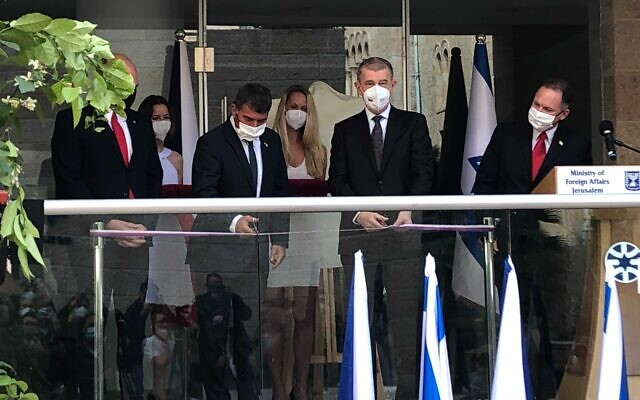 Ministry of
Foreign Affairs
Jerusalem